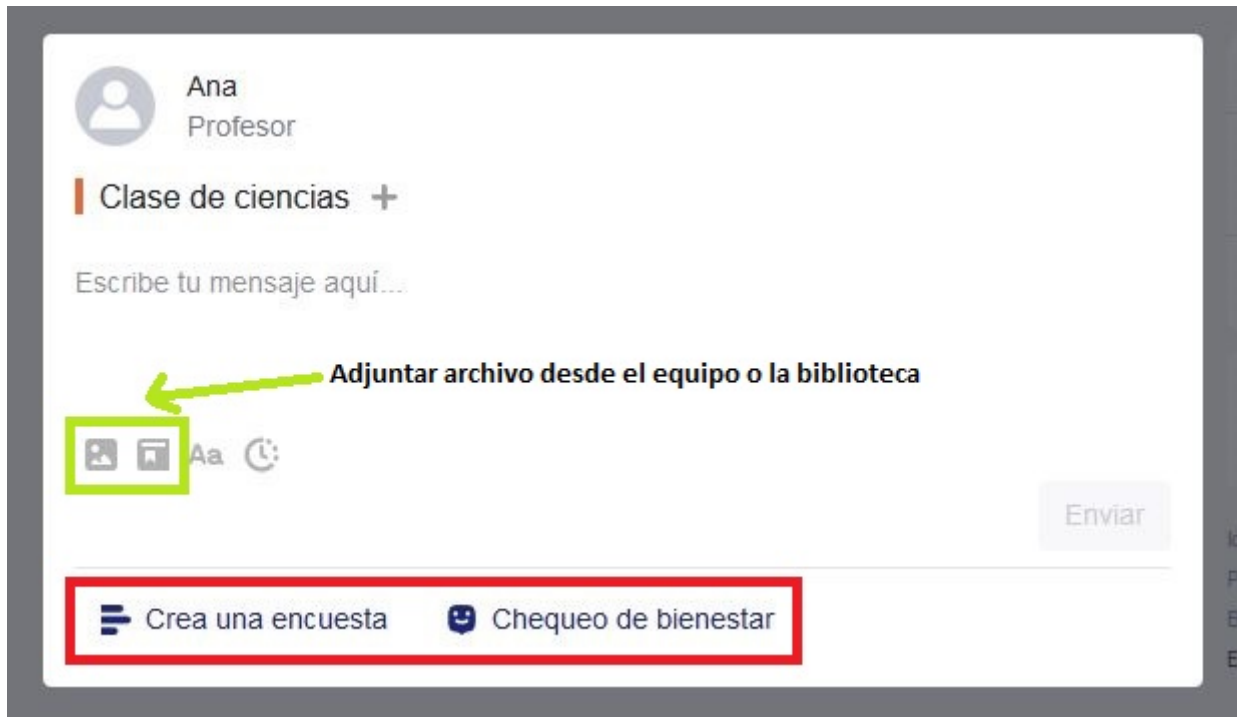 Ana
Profesor
Clase de ciencias +
Escribe tu mensaje aquí...
Adjuntar archivo desde el equipo o la biblioteca
Aa
Enviar
Crea una encuesta Chequeo de bienestar